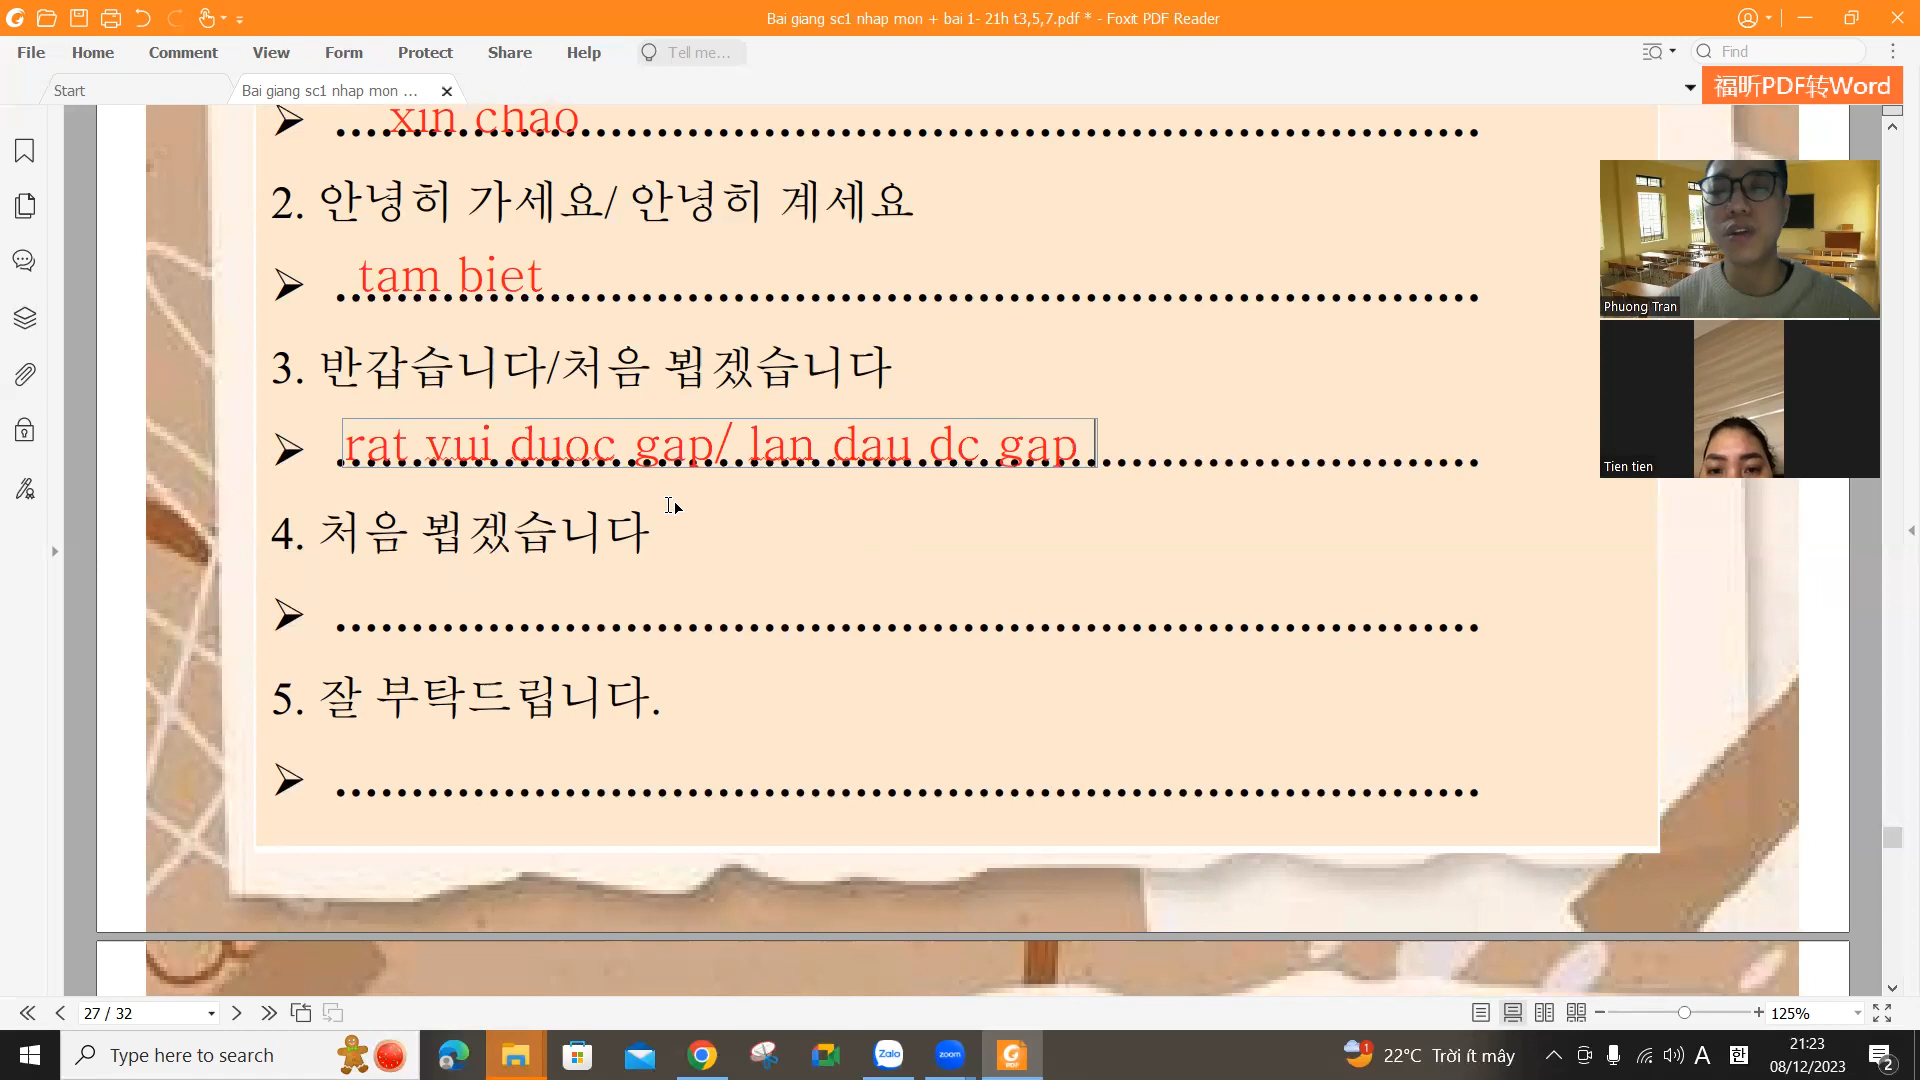 Bai giang sc1 nhap mon + bai 1- 21h t3,5,7.pdf * - Foxit PDF Reader
File Home Comment View Form Protect Share Help Tell me... Find
Start Bai giang sc1 nhap mon ... 福昕PDF转Word
xin chao
2. 안녕히 가세요/ 안녕히 계세요
tam biet
3. 반갑습니다/처음 뵙겠습니다
rat vui duoc gap/ lan dau dc gap
4. 처음 뵙겠습니다
5. 잘 부탁드립니다.
Phuong Tran
Tien tien
27 / 32 125%
Type here to search Zalo zoom 22°C Trời ít mây A 한 21:23
08/12/2023 2